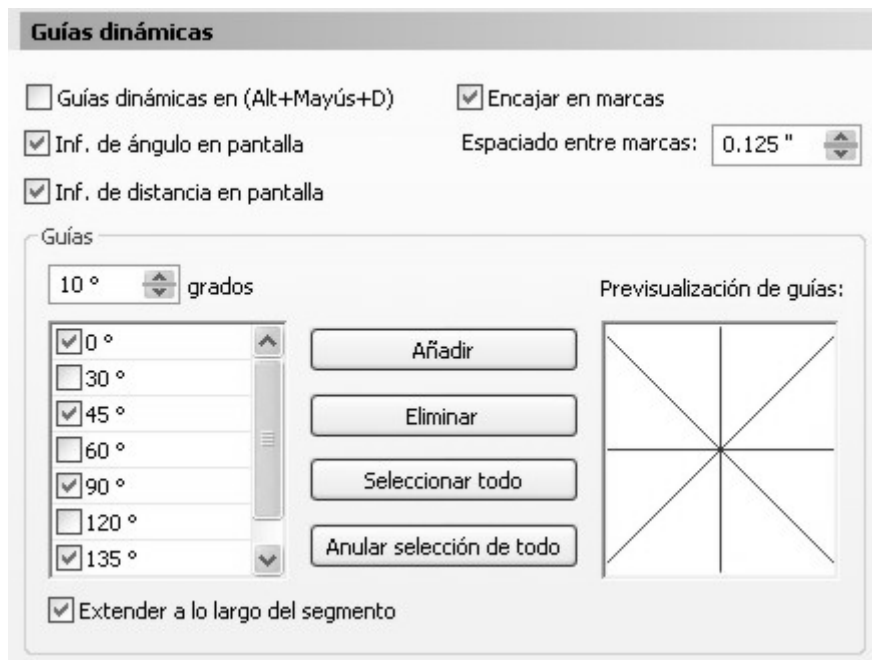 Guías dinámicas
Guías dinámicas en (Alt+Mayús+D)
Encajar en marcas
Inf. de ángulo en pantalla
Espaciado entre marcas: 0.125 "
Inf. de distancia en pantalla
Guías
10 ° grados
Previsualización de guías:
0 °
30 °
45 °
60 °
90 °
120 °
135 °
Añadir
Eliminar
Seleccionar todo
Anular selección de todo
Extender a lo largo del segmento